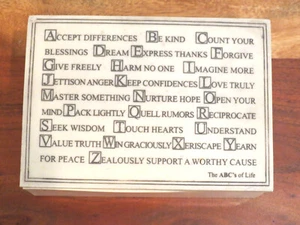 ACCEPT DIFFERENCES BE KIND COUNT YOUR
BLESSINGS DREAM EXPRESS THANKS FORGIVE
GIVE FREELY HARM NO ONE IMAGINE MORE
JETTISON ANGER KEEP CONFIDENCES LOVE TRULY
MASTER SOMETHING NURTURE HOPE OPEN YOUR
MIND PACK LIGHTLY QUELL RUMORS RECIPROCATE
SEEK WISDOM TOUCH HEARTS UNDERSTAND
VALUE TRUTH WIN GRACIOUSLY XERISCAPE YEARN
FOR PEACE ZEALOUSLY SUPPORT A WORTHY CAUSE
The ABC's of Life